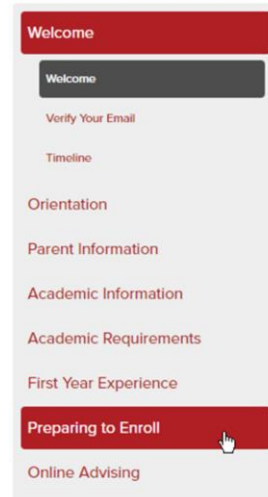 Welcome
Welcome
Verify Your Email
Timeline
Orientation
Parent Information
Academic Information
Academic Requirements
First Year Experience
Preparing to Enroll
Online Advising